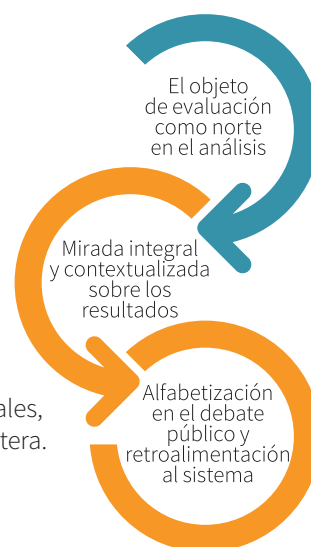 El objeto
de evaluación
como norte
en el análisis
Mirada integral
y contextualizada
sobre los
resultados
ales,
tera.
Alfabetización
en el debate
público y
retroalimentación
al sistema